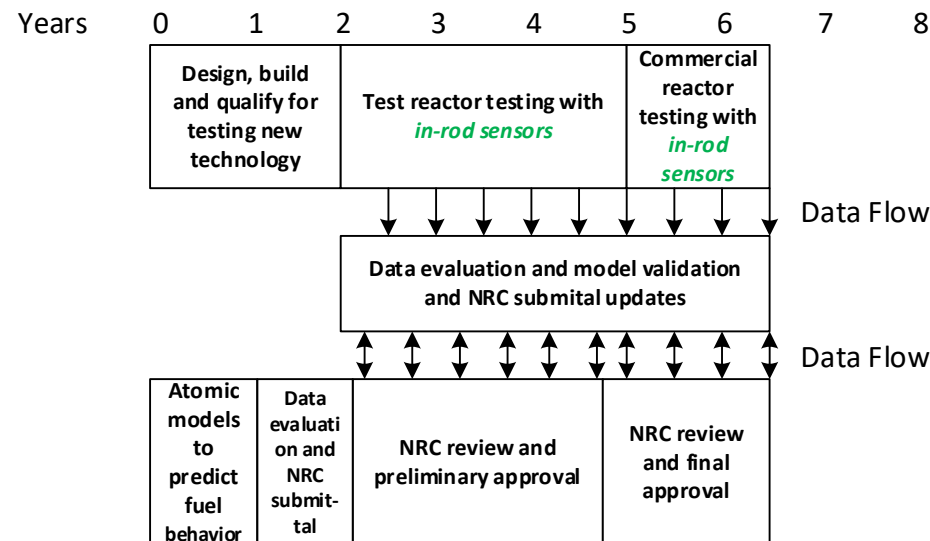 Years 0 1 2 3 4 5 6 7 8
Design, build
and qualify for
testing new
technology
Test reactor testing with
in-rod sensors
Commercial
reactor
testing with
in-rod
sensors
Data Flow
Data evaluation and model validation
and NRC submital updates
Data Flow
Atomic
models
to
predict
fuel
behavior
Data
evaluati
on and
NRC
submit-
tal
NRC review and
preliminary approval
NRC review
and final
approval